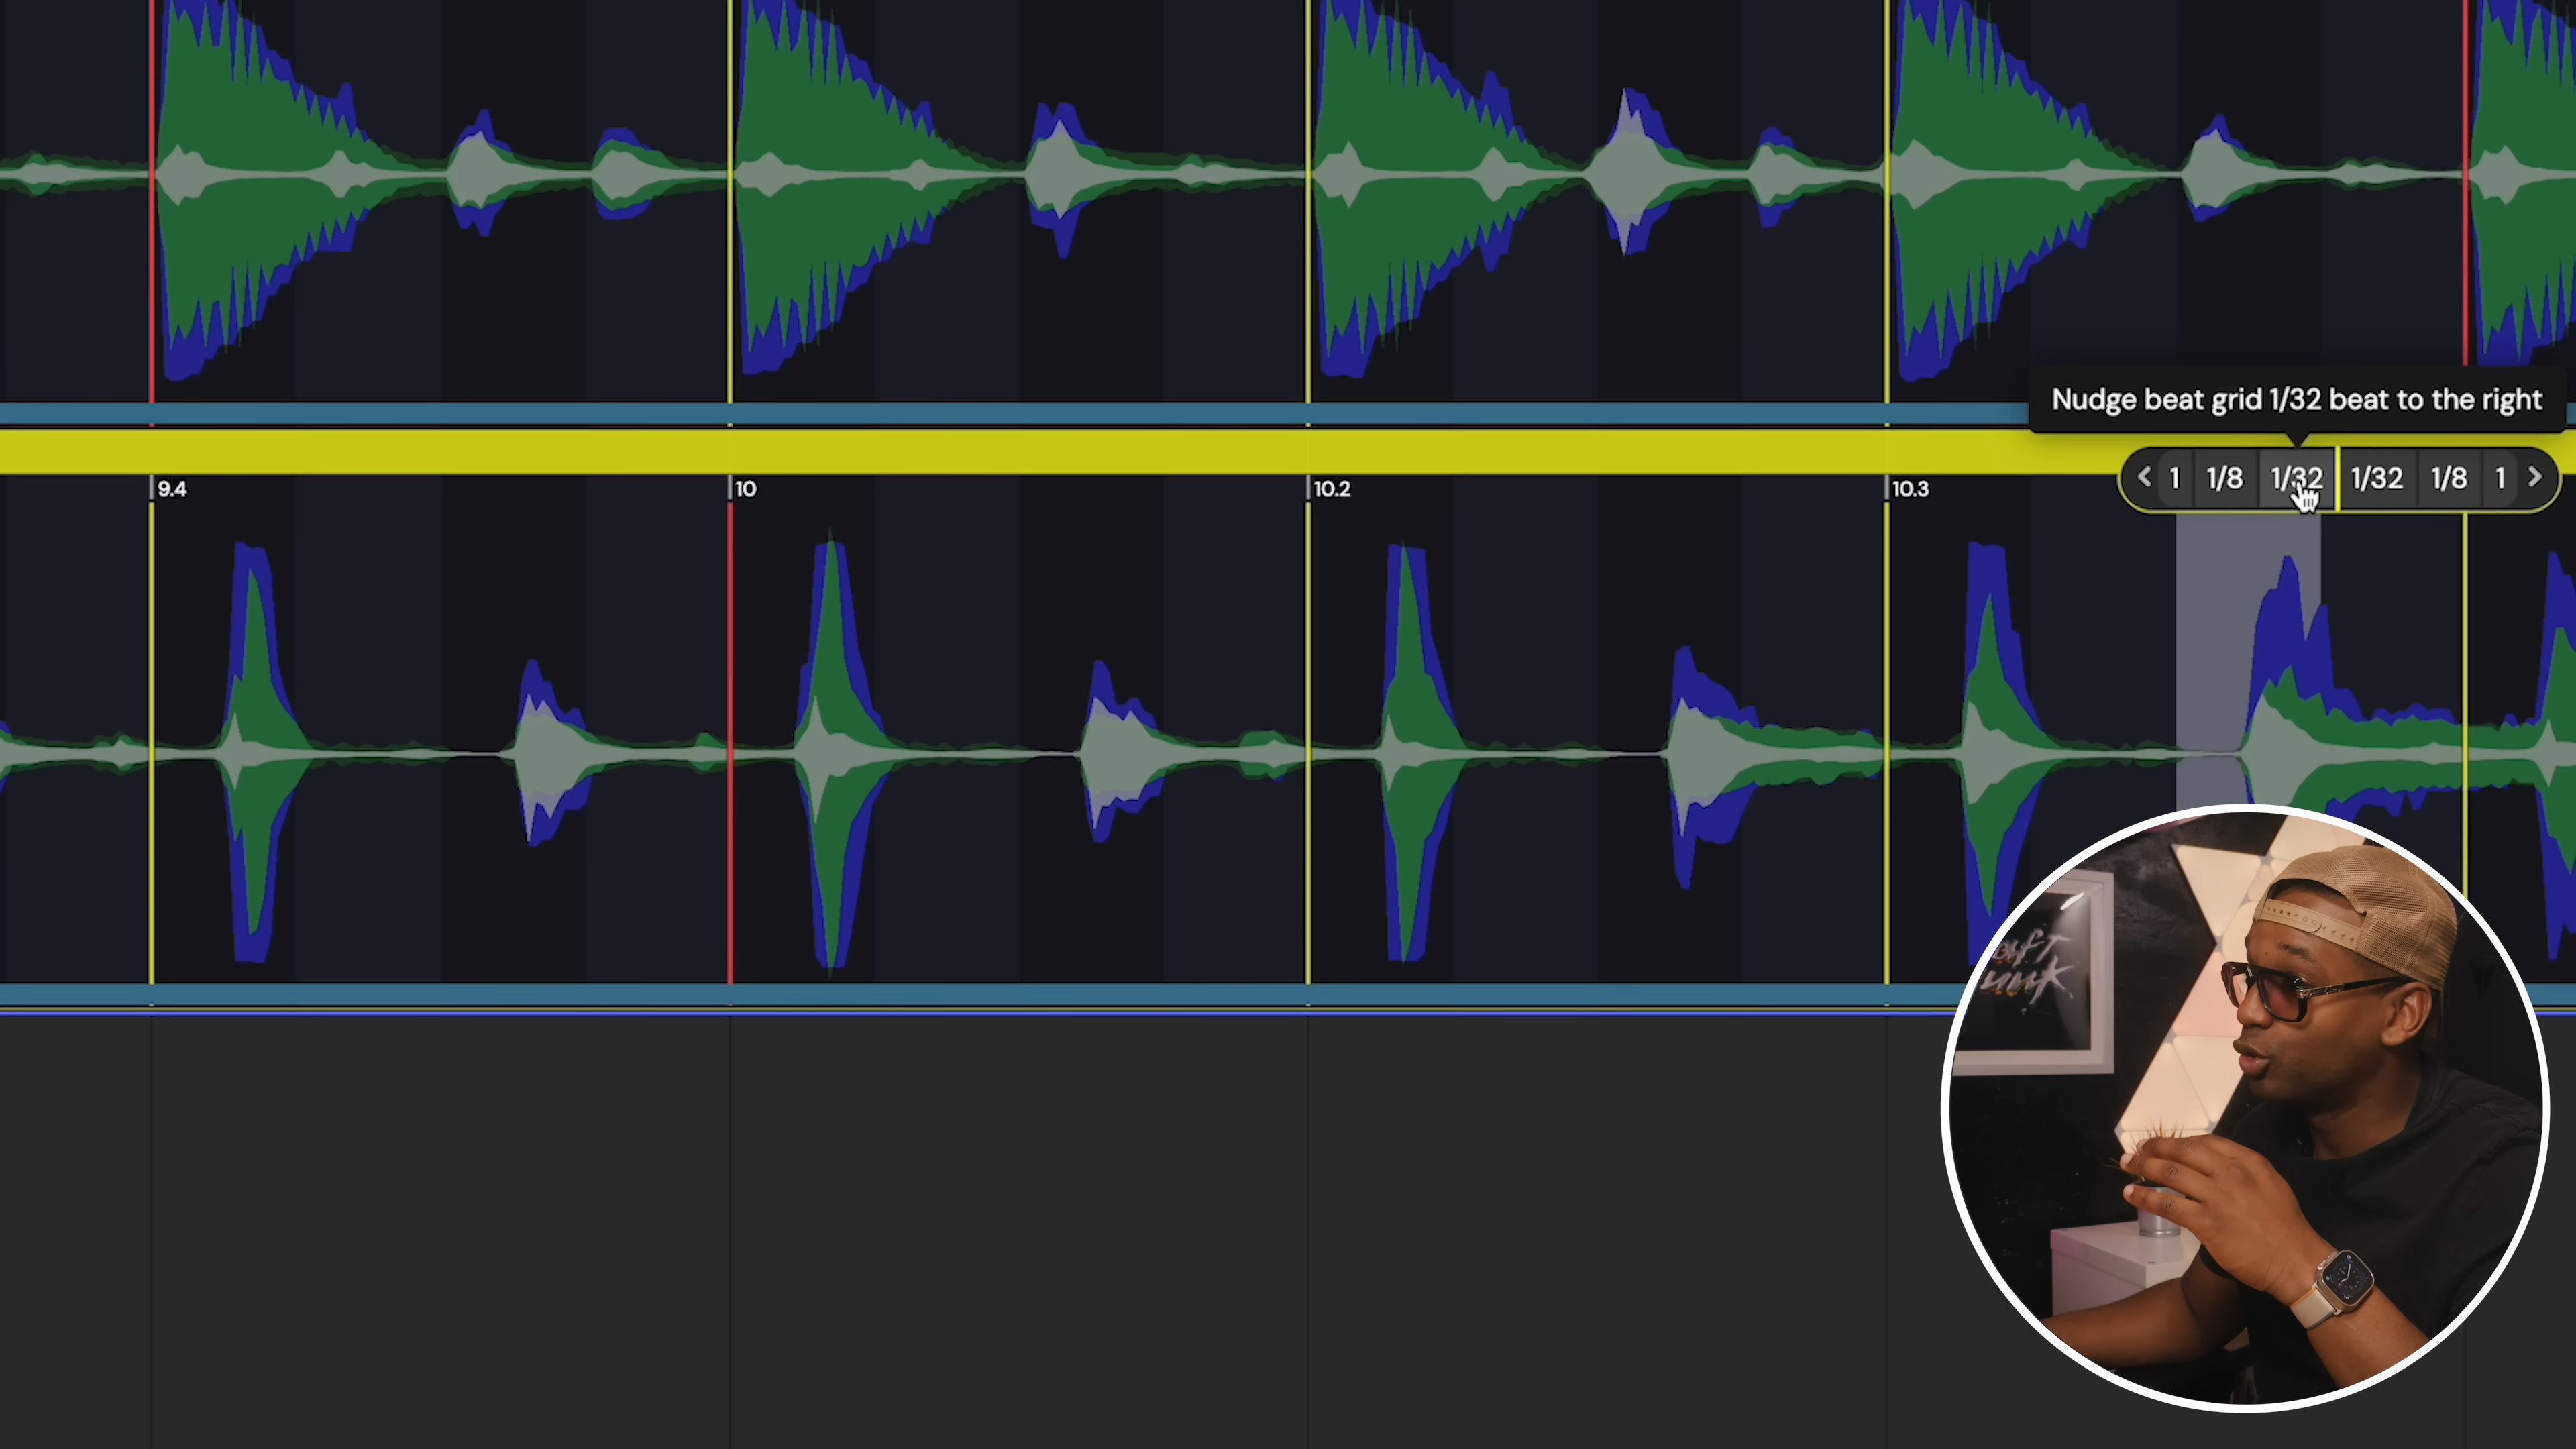 Nudge beat grid 1/32 beat to the right
1 1/8 1/32 1/32 1/8 1
9.4 10 10.2 10.3